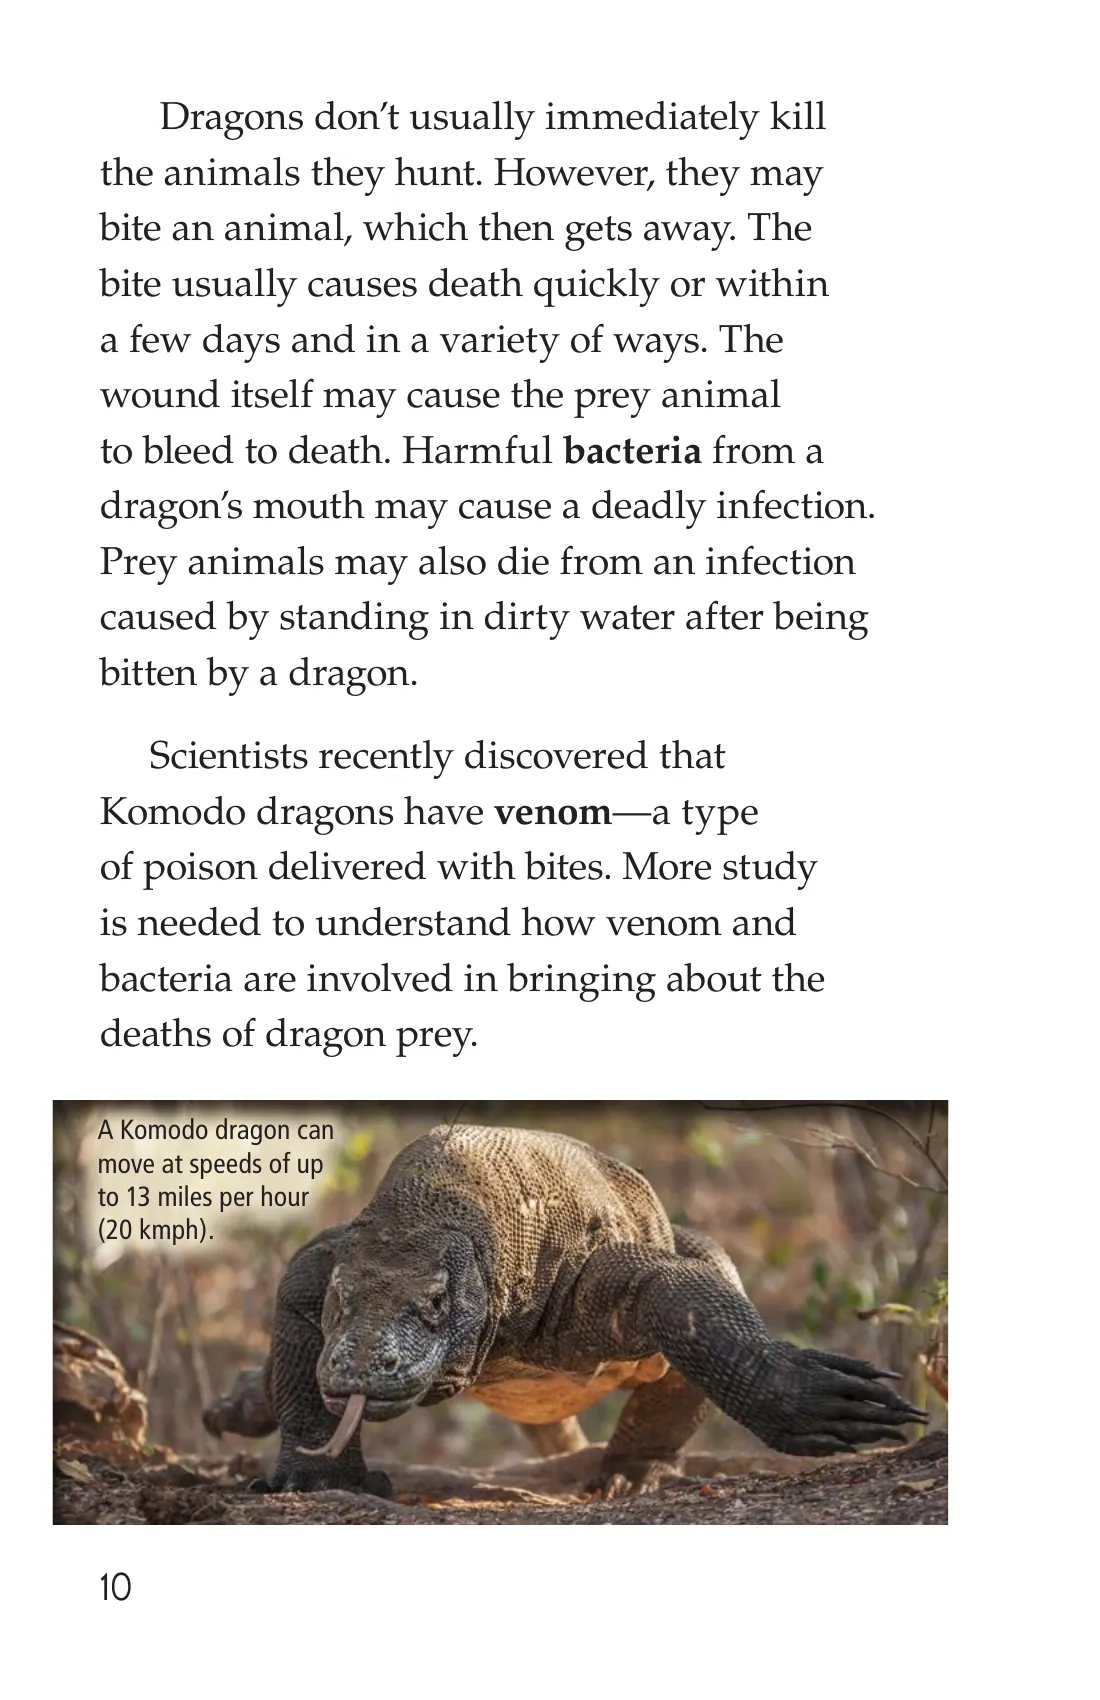 Dragons don’t usually immediately kill
the animals they hunt. However, they may
bite an animal, which then gets away. The
bite usually causes death quickly or within
a few days and in a variety of ways. The
wound itself may cause the prey animal
to bleed to death. Harmful bacteria from a
dragon’s mouth may cause a deadly infection.
Prey animals may also die from an infection
caused by standing in dirty water after being
bitten by a dragon.
Scientists recently discovered that
Komodo dragons have venom—a type
of poison delivered with bites. More study
is needed to understand how venom and
bacteria are involved in bringing about the
deaths of dragon prey.
A Komodo dragon can
move at speeds of up
to 13 miles per hour
(20 kmph).
10